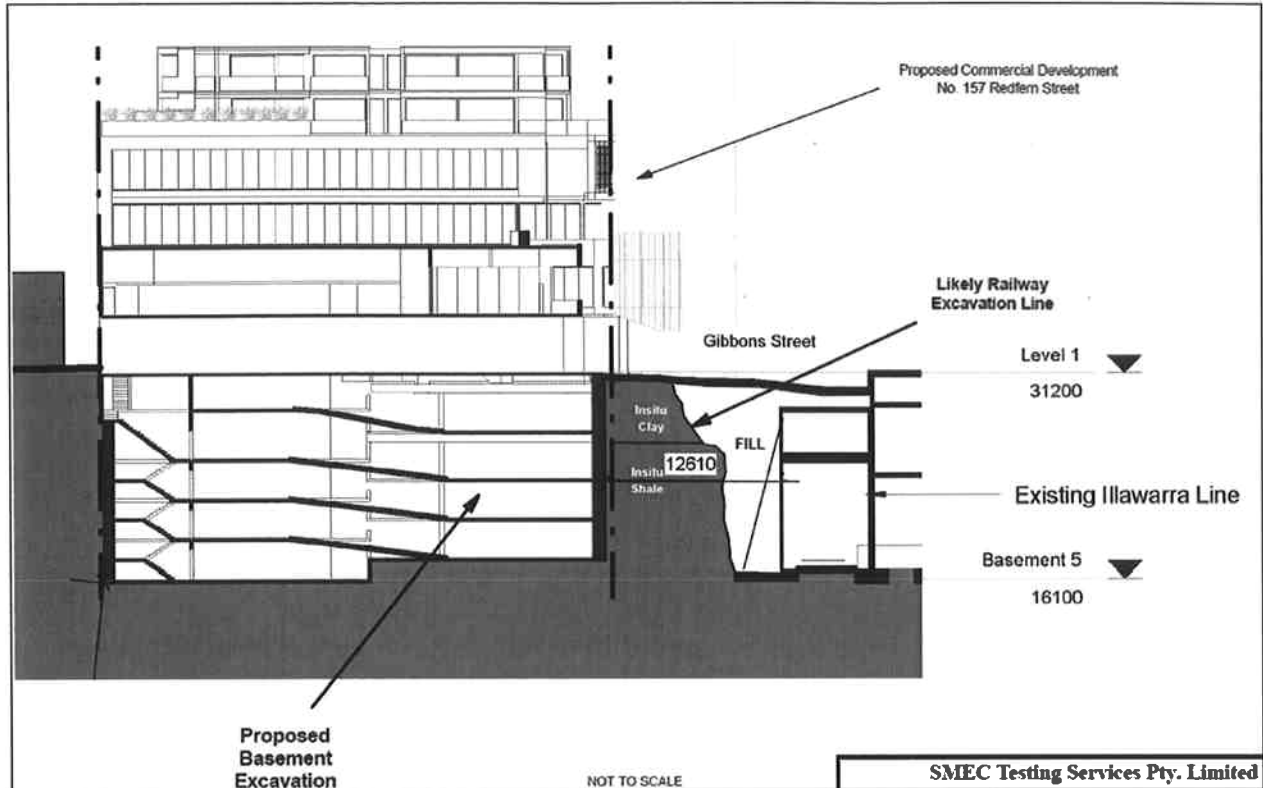 Proposed Commercial Development
No. 157 Redfern Street
Likely Railway
Excavation Line
Gibbons Street
Level 1
31200
Insitu
Clay
FILL
12610
Insitu
Shale
Existing Illawarra Line
Basement 5
16100
Proposed
Basement
Excavation
NOT TO SCALE
SMEC Testing Services Pty. Limited